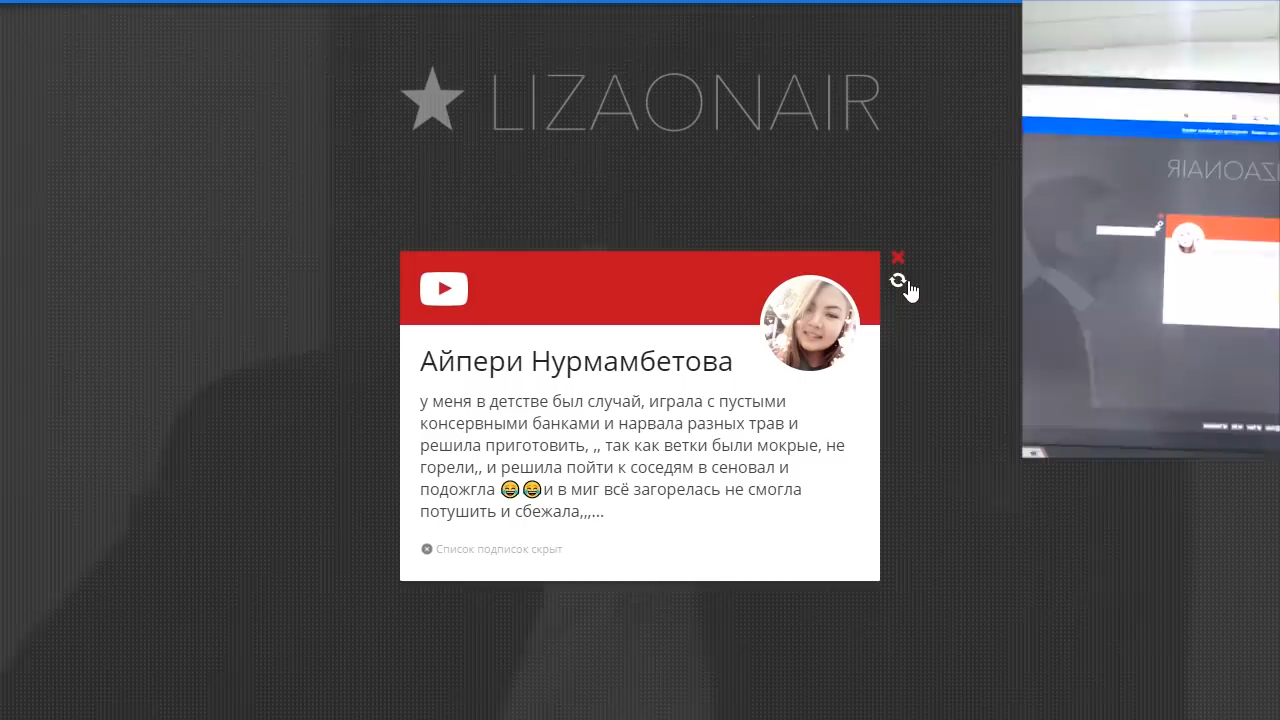 LIZAONAIR
Айпери Нурмамбетова
у меня в детстве был случай, играла с пустыми
консервными банками и нарвала разных трав и
решила приготовить, ,, так как ветки были мокрые, не
горели,, и решила пойти к соседям в сеновал и
подожгла 😂😂и в миг всё загорелась не смогла
потушить и сбежала,,,...
Список подписок скрыт